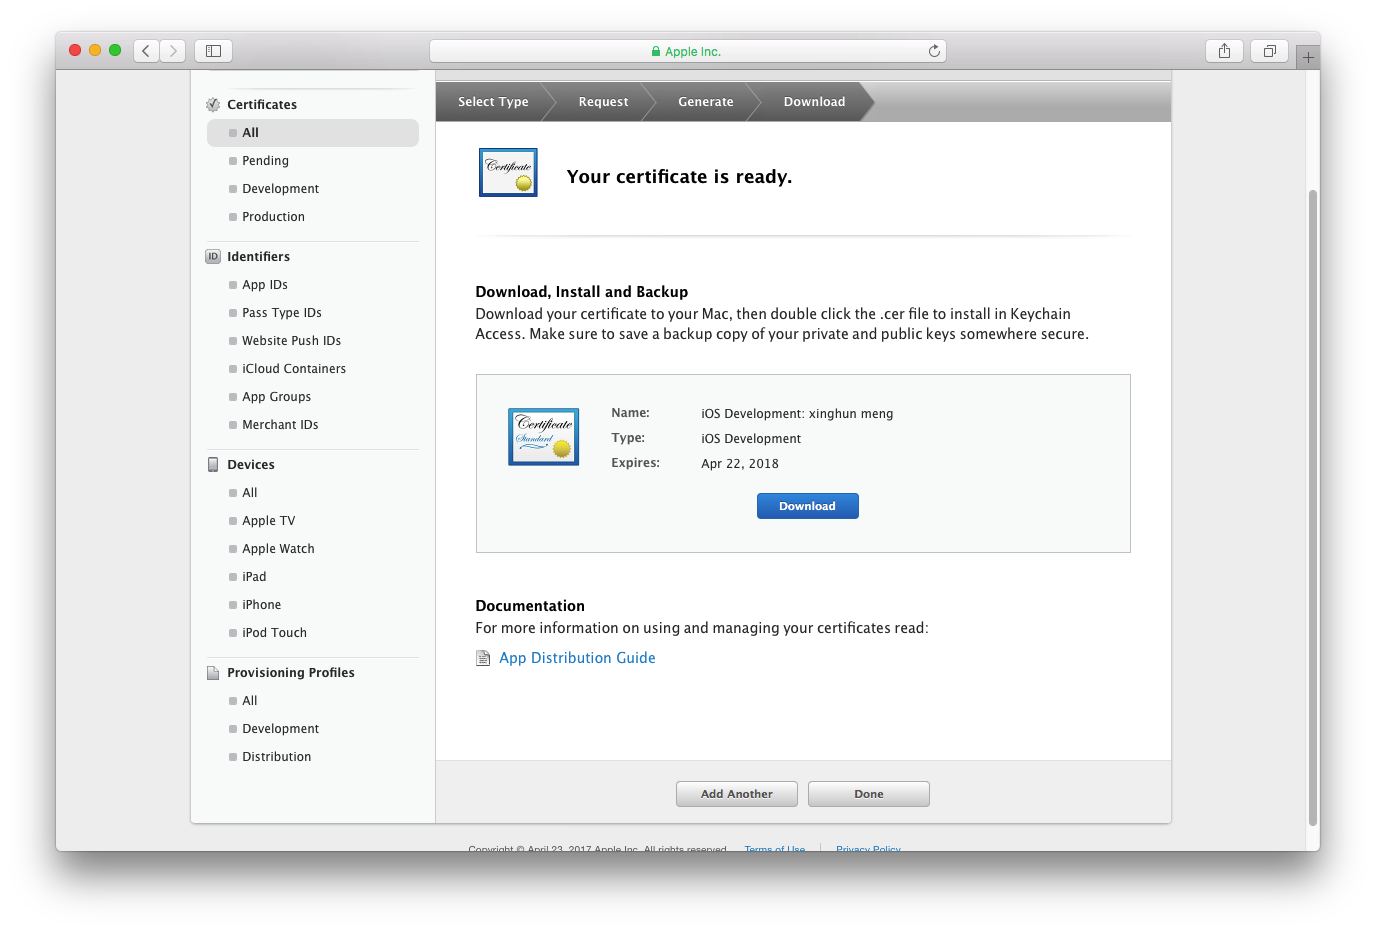 Apple Inc.
Certificates
All
Pending
Development
Production
ID Identifiers
App IDs
Pass Type IDs
Website Push IDs
iCloud Containers
App Groups
Merchant IDs
Devices
All
Apple TV
Apple Watch
iPad
iPhone
iPod Touch
Provisioning Profiles
All
Development
Distribution
Select Type Request Generate Download
Certificate
Your certificate is ready.
Download, Install and Backup
Download your certificate to your Mac, then double click the .cer file to install in Keychain
Access. Make sure to save a backup copy of your private and public keys somewhere secure.
Certificate
Standard
Name: iOS Development: xinghun meng
Type: iOS Development
Expires: Apr 22, 2018
Download
Documentation
For more information on using and managing your certificates read:
App Distribution Guide
Add Another Done
Copyright © April 23, 2017 Apple Inc. All rights reserved. Terms of Use Privacy Policy